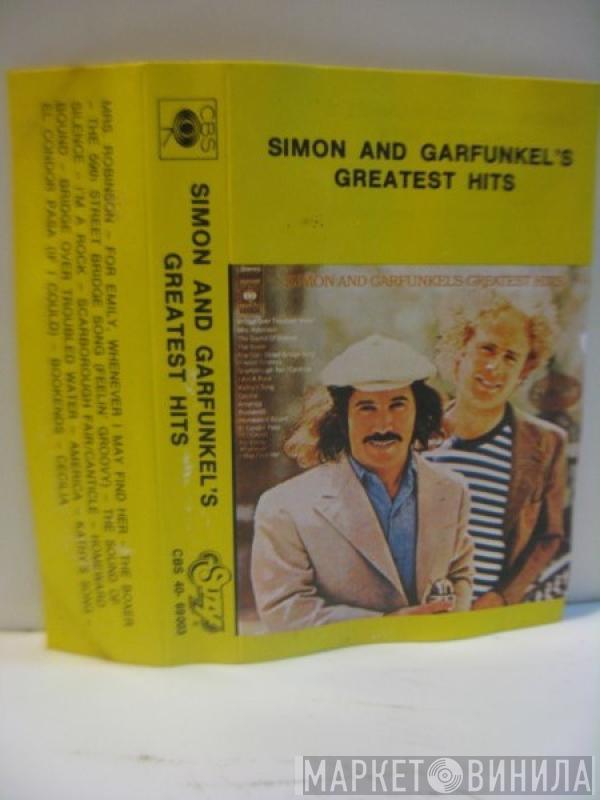 SIMON AND GARFUNKEL'S
GREATEST HITS
Stereo
SIMON AND GARFUNKEL'S GREATEST HITS
CBS
SIMON AND GARFUNKEL'S
GREATEST HITS
CBS 40- 69003
MRS ROBINSON – FOR EMILY, WHENEVER I MAY FIND HER – THE BOXER
– THE 59th STREET BRIDGE SONG (FEELIN' GROOVY) – THE SOUND OF
SILENCE – I'M A ROCK – SCARBOROUGH FAIR/CANTICLE – HOMEWARD
BOUND – BRIDGE OVER TROUBLED WATER – AMERICA – KATHY'S SONG –
EL CONDOR PASA (IF I COULD) – BOOKENDS – CECILIA
МАРКЕТ ВИНИЛА